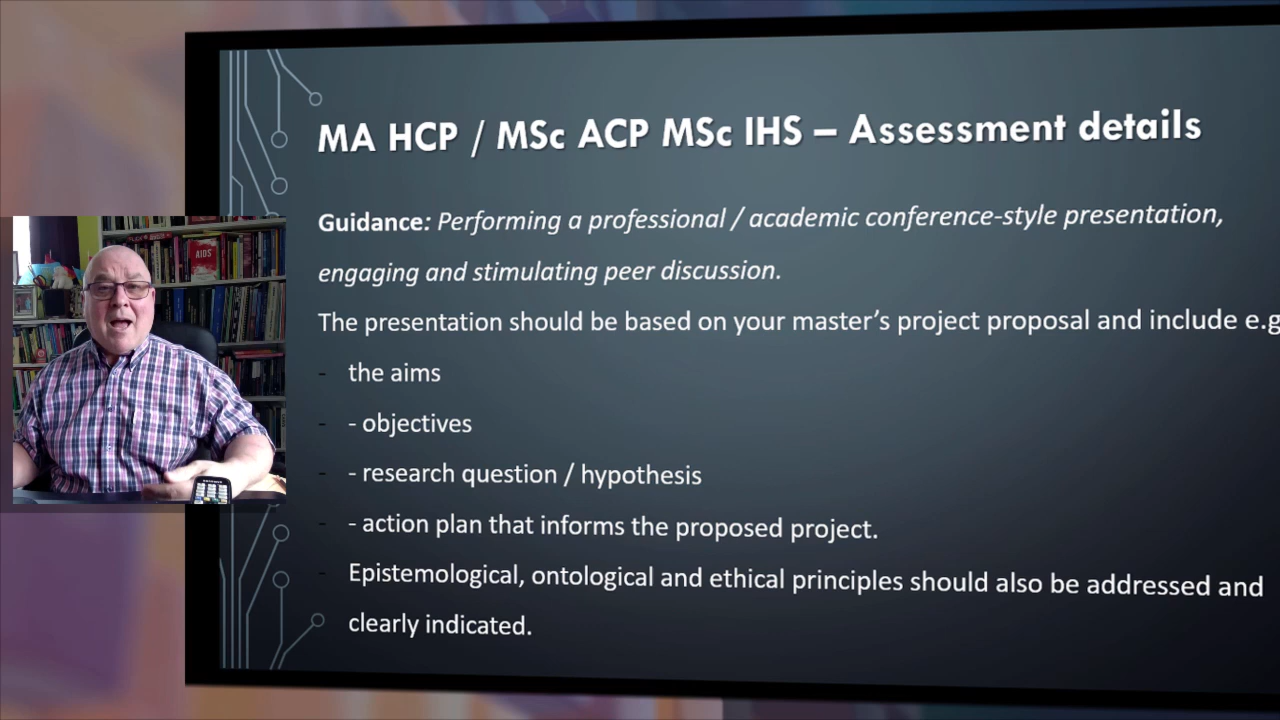 MA HCP / MSc ACP MSc IHS – Assessment details
Guidance: Performing a professional / academic conference-style presentation,
engaging and stimulating peer discussion.
The presentation should be based on your master's project proposal and include e.g
- the aims
- - objectives
- - research question / hypothesis
- - action plan that informs the proposed project.
- Epistemological, ontological and ethical principles should also be addressed and
clearly indicated.
AIDS